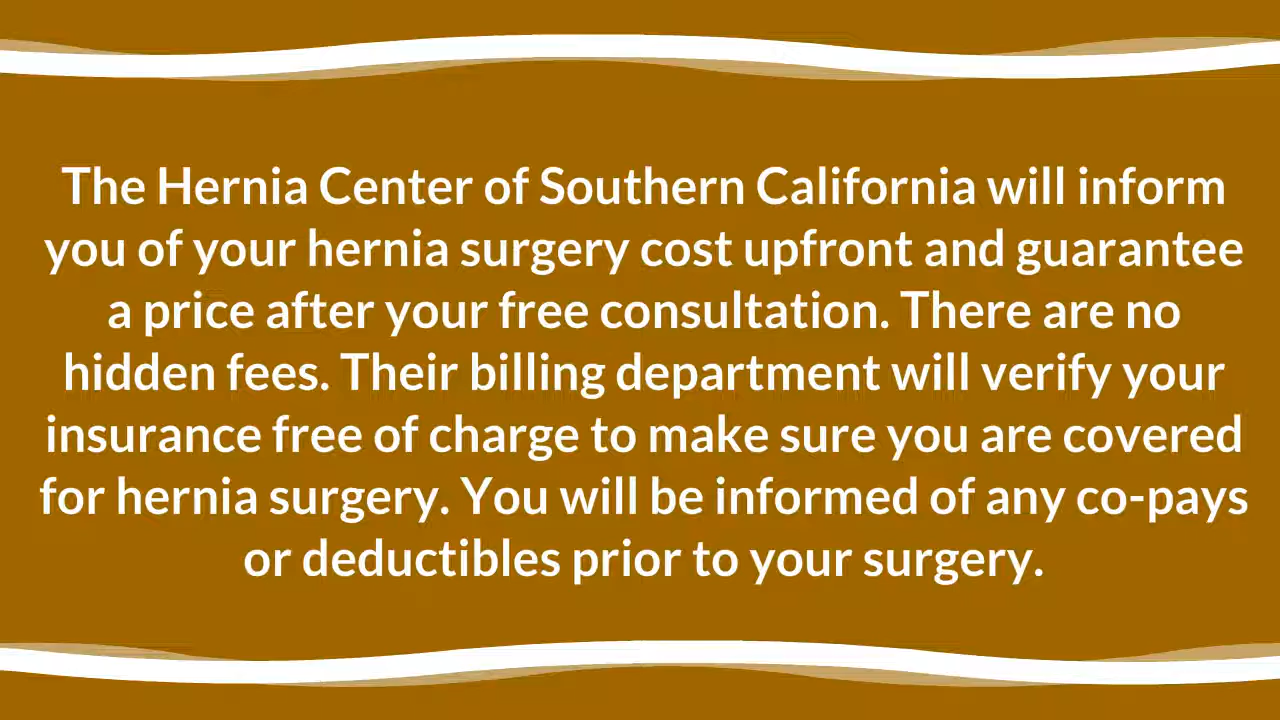 The Hernia Center of Southern California will inform
you of your hernia surgery cost upfront and guarantee
a price after your free consultation. There are no
hidden fees. Their billing department will verify your
insurance free of charge to make sure you are covered
for hernia surgery. You will be informed of any co-pays
or deductibles prior to your surgery.